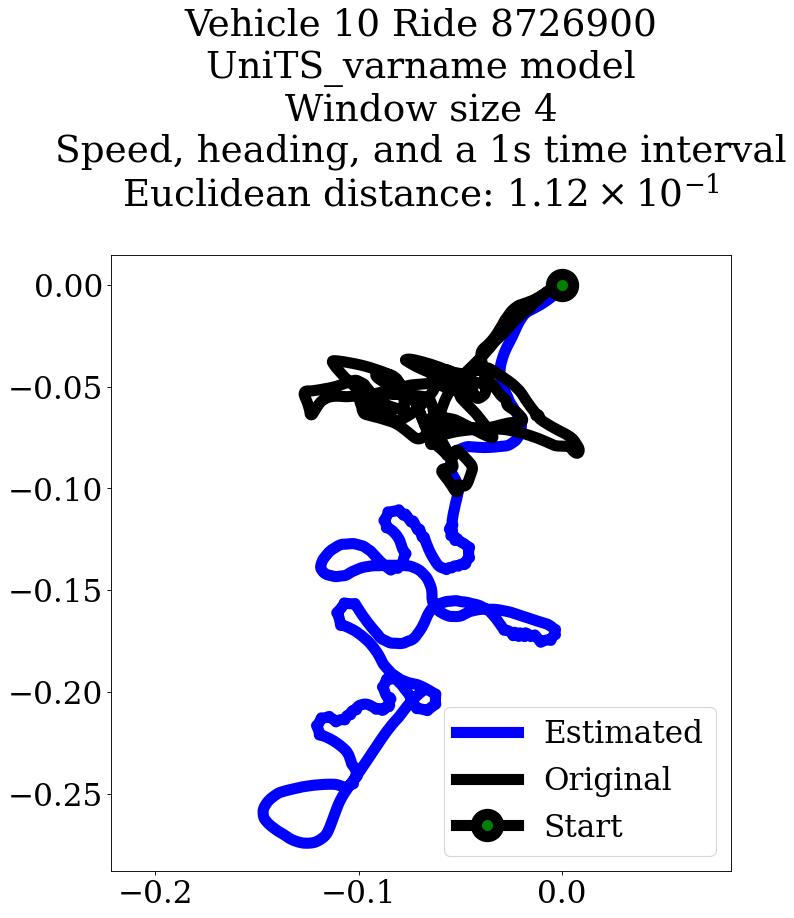 Vehicle 10 Ride 8726900
UniTS_varname model
Window size 4
Speed, heading, and a 1s time interval
Euclidean distance: 1.12 × 10⁻¹
0.00
−0.05
−0.10
−0.15
−0.20
−0.25
Estimated
Original
Start
−0.2 −0.1 0.0